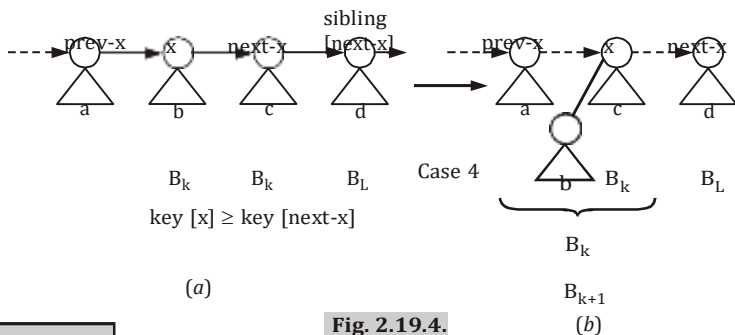 sibling
prev-x x next-x [next-x] prev-x x next-x
a b c d a c d
b
B_k B_k B_L Case 4 B_k B_L
key [x] ≥ key [next-x]
B_k
(a) B_{k+1}
Fig. 2.19.4. (b)